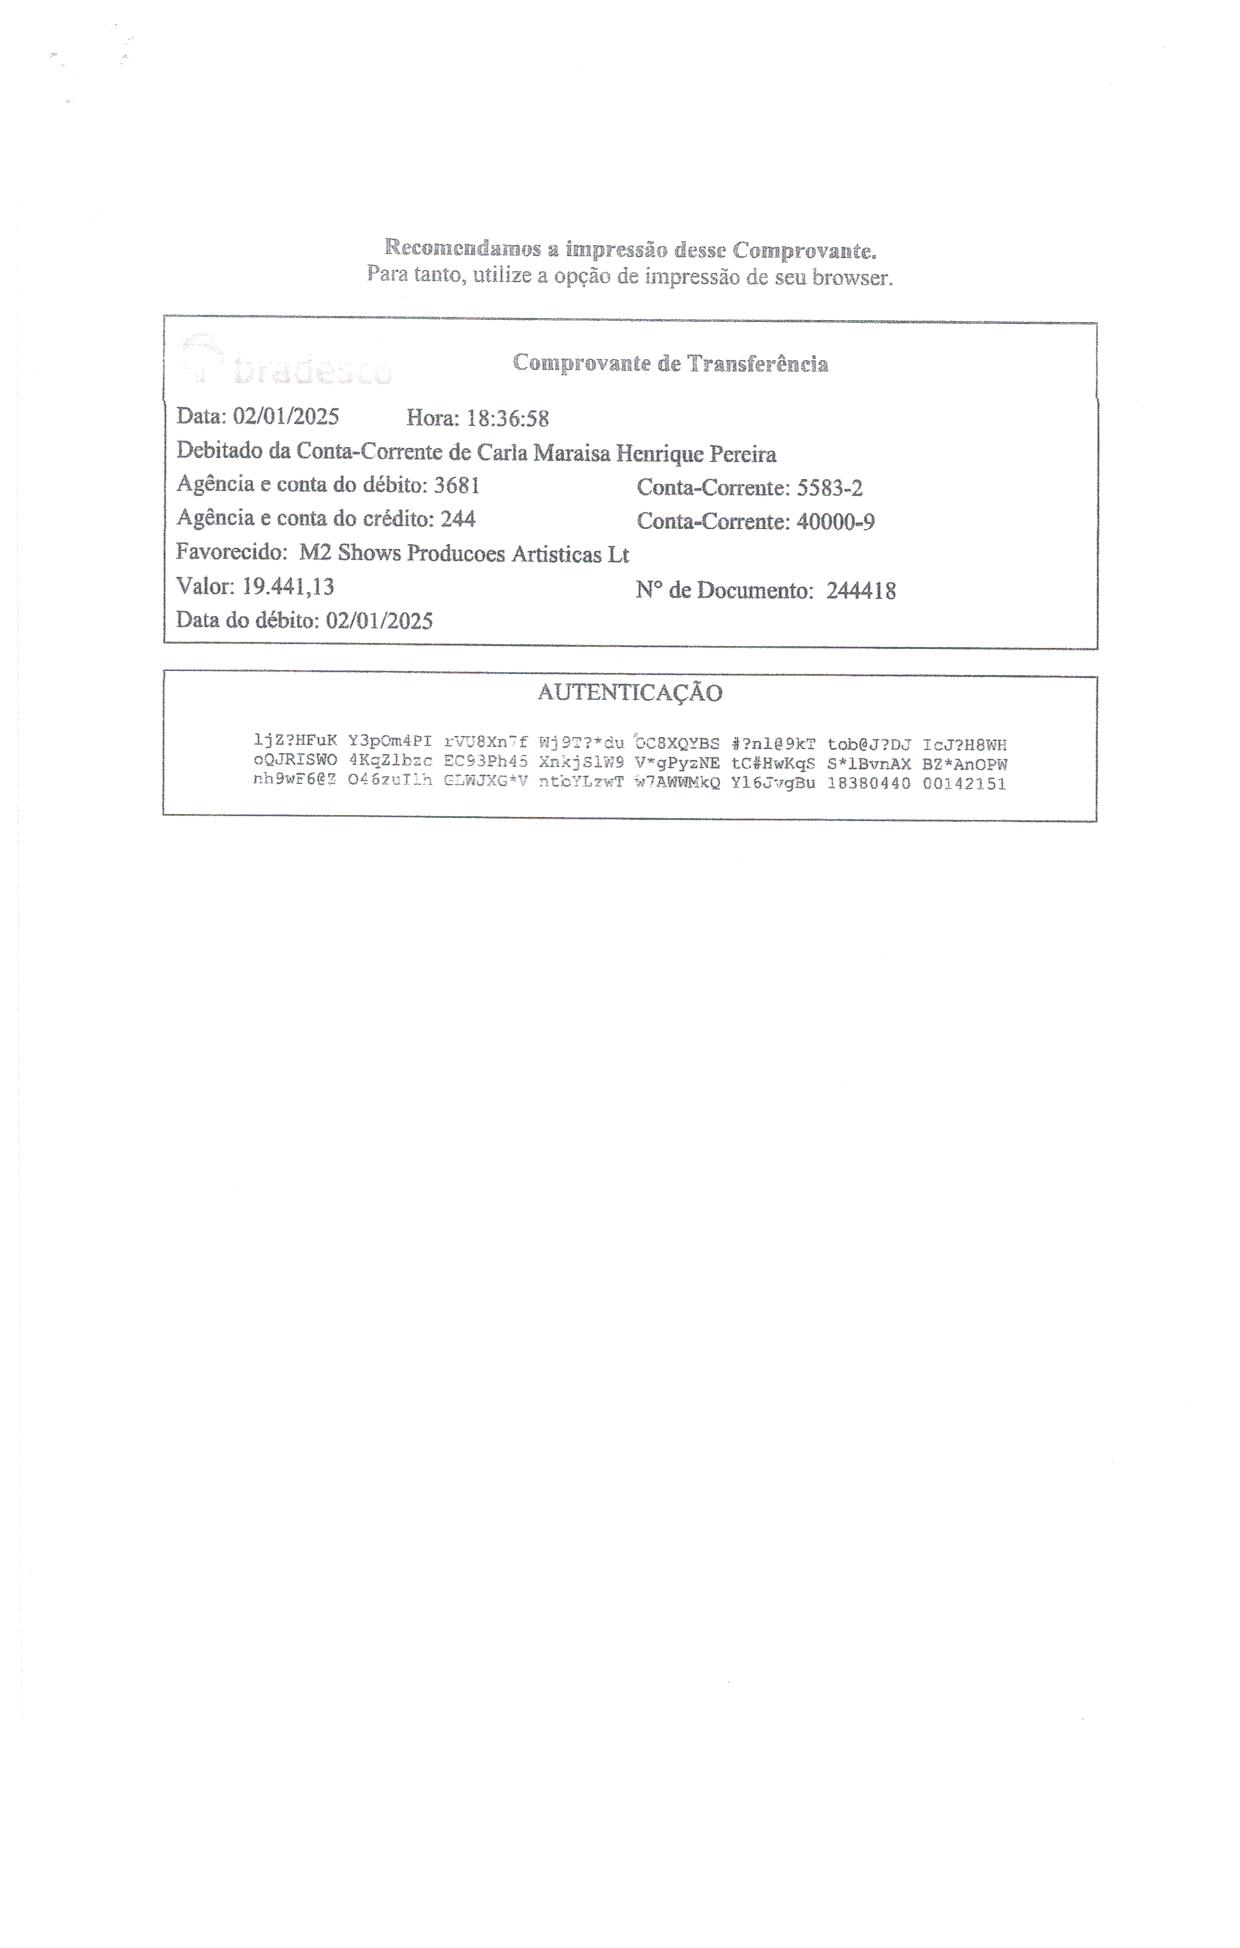 Recomendamos a impressão desse Comprovante.
Para tanto, utilize a opção de impressão de seu browser.
bradesco
Comprovante de Transferência
Data: 02/01/2025 Hora: 18:36:58
Debitado da Conta-Corrente de Carla Maraisa Henrique Pereira
Agência e conta do débito: 3681 Conta-Corrente: 5583-2
Agência e conta do crédito: 244 Conta-Corrente: 40000-9
Favorecido: M2 Shows Producoes Artisticas Lt
Valor: 19.441,13 Nº de Documento: 244418
Data do débito: 02/01/2025
AUTENTICAÇÃO
ljZ?HFuK Y3pOm4PI rVU8Xn7f Wj9T?*du OC8XQYBS #?nl@9kT tob@J?DJ IcJ?H8WH
oQJRISWO 4KqZlbzc EC93Ph45 XnkjSlW9 V*gPyzNE tC#HwKqS S*lBvnAX BZ*AnOPW
nh9wF6@Z O46zuIlh w7AWWMkQ Yl6JvgBu 18380440 00142151